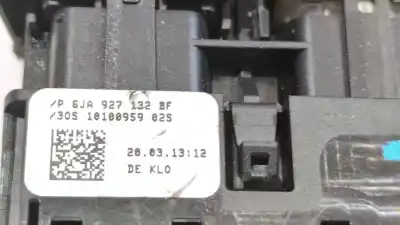 /P 6JA 927 132 BF
/30S 10100959 02S
20.03.13:12
DE KLO